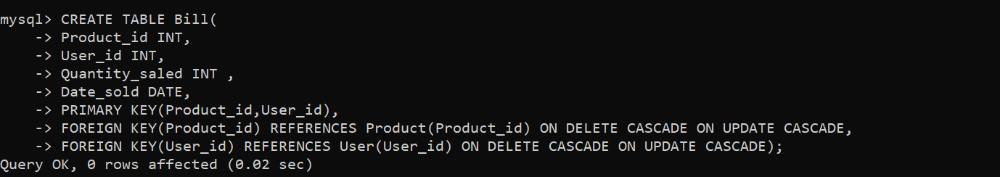 mysql> CREATE TABLE Bill(
    -> Product_id INT,
    -> User_id INT,
    -> Quantity_saled INT ,
    -> Date_sold DATE,
    -> PRIMARY KEY(Product_id,User_id),
    -> FOREIGN KEY(Product_id) REFERENCES Product(Product_id) ON DELETE CASCADE ON UPDATE CASCADE,
    -> FOREIGN KEY(User_id) REFERENCES User(User_id) ON DELETE CASCADE ON UPDATE CASCADE);
Query OK, 0 rows affected (0.02 sec)